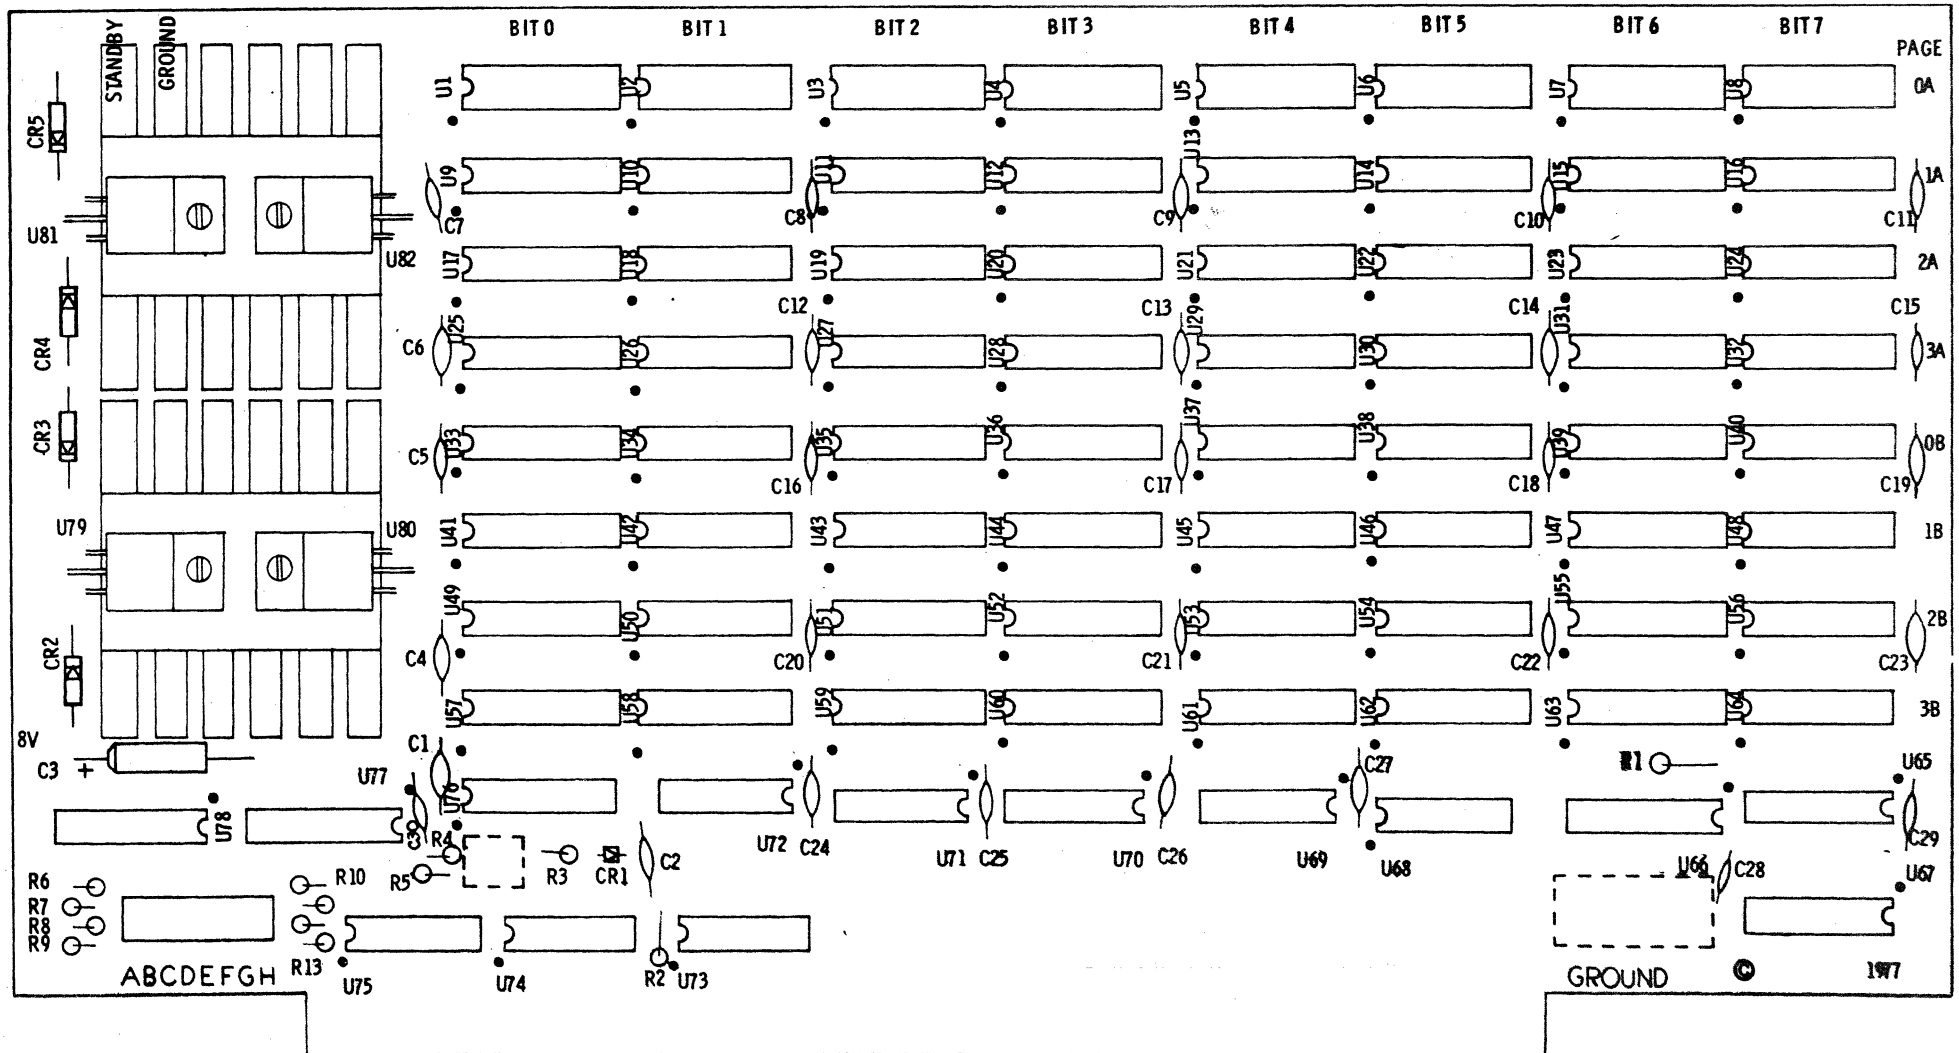 BIT 0 BIT 1 BIT 2 BIT 3 BIT 4 BIT 5 BIT 6 BIT 7
PAGE
STANDBY GROUND
U1 U2 U3 U4 U5 U6 U7 U8 0A
CR5
U13
U9 U10 U11 U12 U14 U15 U16 1A
C7 C8 C9 C10 C11
U81
U82
U17 U18 U19 U20 U21 U22 U23 U24 2A
C12 C13 C14 C15
U25 U27 U29 U31
CR4
C6 U26 U28 U30 U32 3A
U37
CR3
C5 U33 U34 U35 U36 U38 U39 U40 0B
C16 C17 C18 C19
U79 U80
U41 U42 U43 U44 U45 U46 U47 U48 1B
U55
U49 U50 U51 U52 U53 U54 U56 2B
CR2
C4 C20 C21 C22 C23
U57 U58 U59 U60 U61 U62 U63 U64 3B
8V
C1
C3 + U77 C27 R1 U65
U76
U78 C30 R4 U72 C24 U71 C25 U70 C26 U69 U68 C29
R5 R3 CR1 C2 U66 C28 U67
R6 R10
R7
R8
R9
R13
ABCDEFGH U75 U74 R2 U73 GROUND © 1977